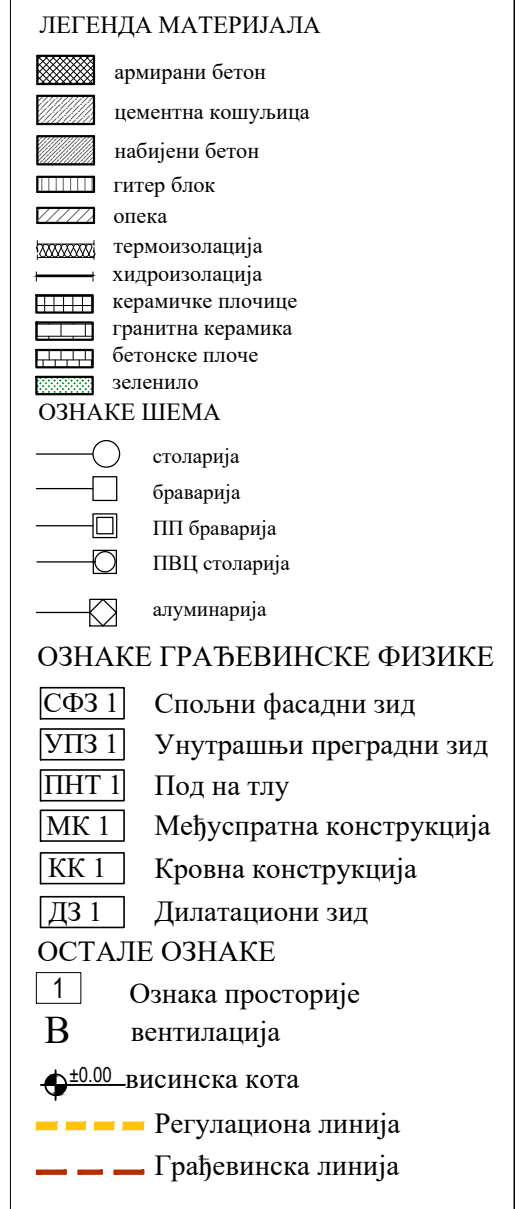 ЛЕГЕНДА МАТЕРИЈАЛА
армирани бетон
цементна кошуљица
набијени бетон
гитер блок
опека
термоизолација
хидроизолација
керамичке плочице
гранитна керамика
бетонске плоче
зеленило
ОЗНАКЕ ШЕМА
столарија
браварија
ПП браварија
ПВЦ столарија
алуминарија
ОЗНАКЕ ГРАЂЕВИНСКЕ ФИЗИКЕ
СФЗ 1 Спољни фасадни зид
УПЗ 1 Унутрашњи преградни зид
ПНТ 1 Под на тлу
МК 1 Међуспратна конструкција
КК 1 Кровна конструкција
ДЗ 1 Дилатациони зид
ОСТАЛЕ ОЗНАКЕ
1 Ознака просторије
В вентилација
±0.00 висинска кота
Регулациона линија
Грађевинска линија